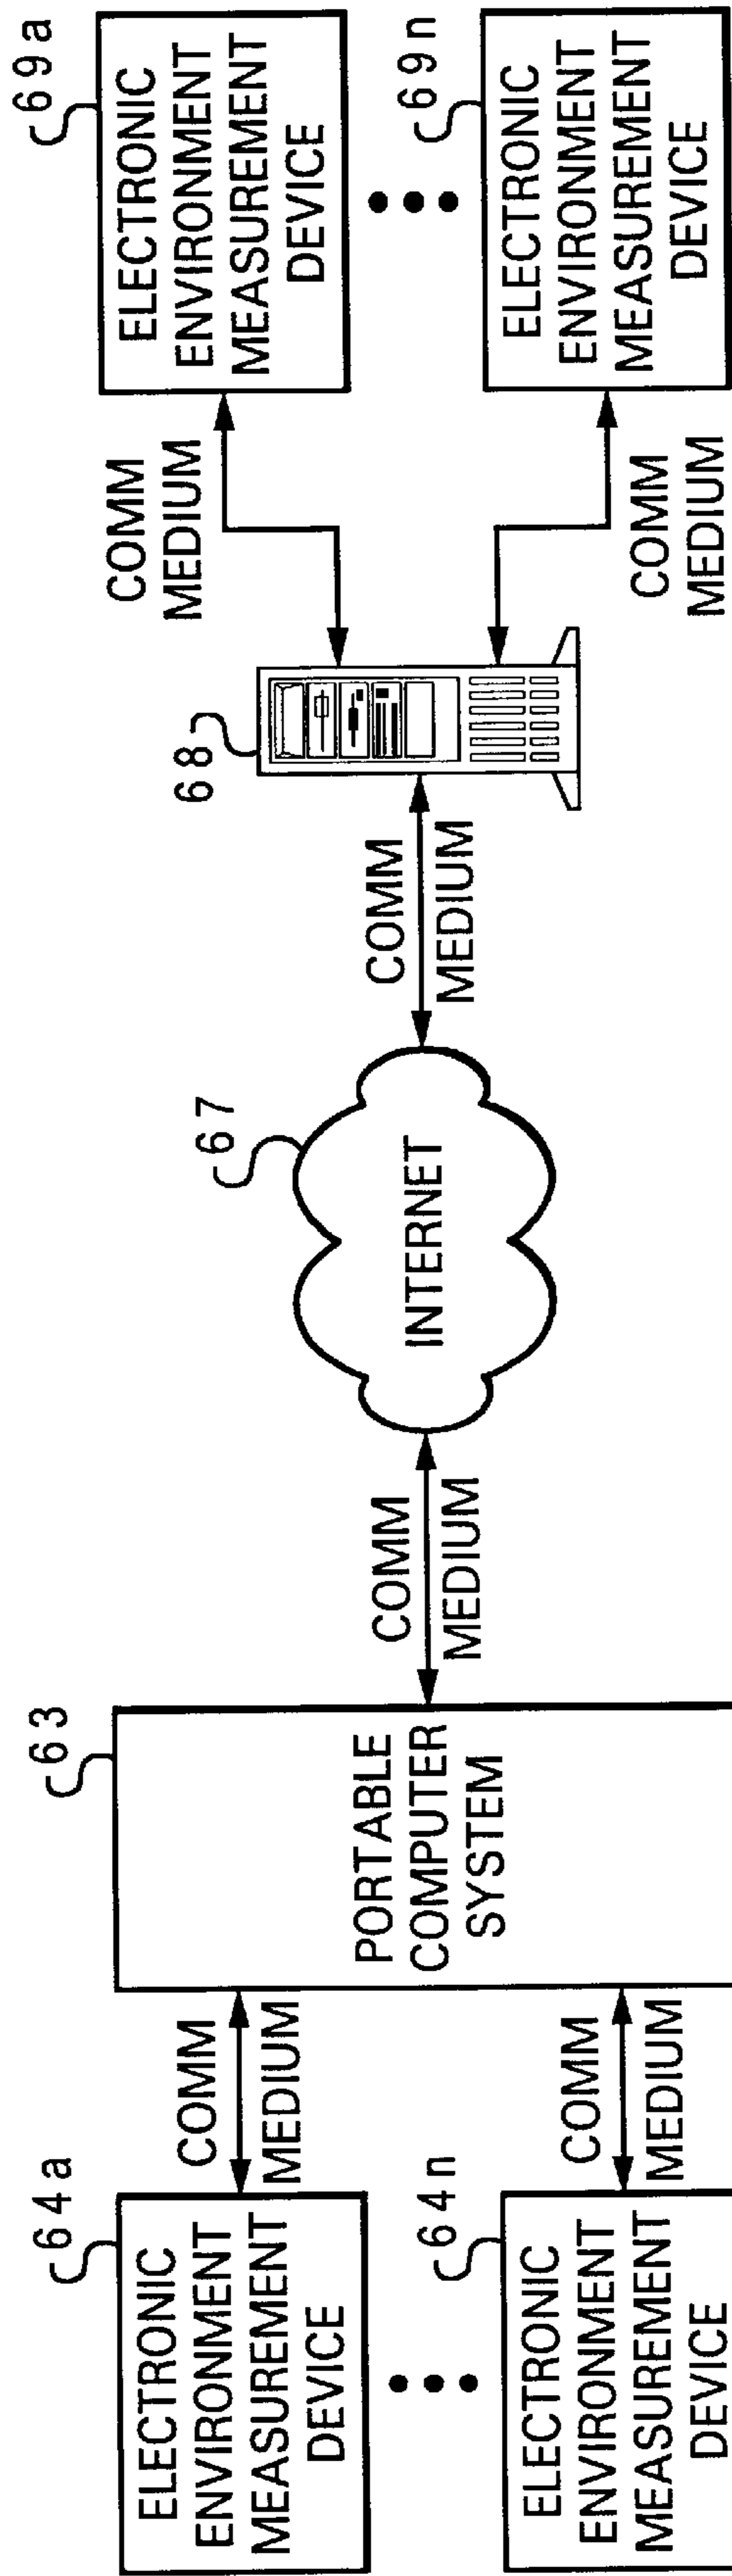 64a
ELECTRONIC
ENVIRONMENT
MEASUREMENT
DEVICE
COMM
MEDIUM
64n
ELECTRONIC
ENVIRONMENT
MEASUREMENT
DEVICE
COMM
MEDIUM
63
PORTABLE
COMPUTER
SYSTEM
COMM
MEDIUM
67
INTERNET
COMM
MEDIUM
68
COMM
MEDIUM
69a
ELECTRONIC
ENVIRONMENT
MEASUREMENT
DEVICE
COMM
MEDIUM
69n
ELECTRONIC
ENVIRONMENT
MEASUREMENT
DEVICE